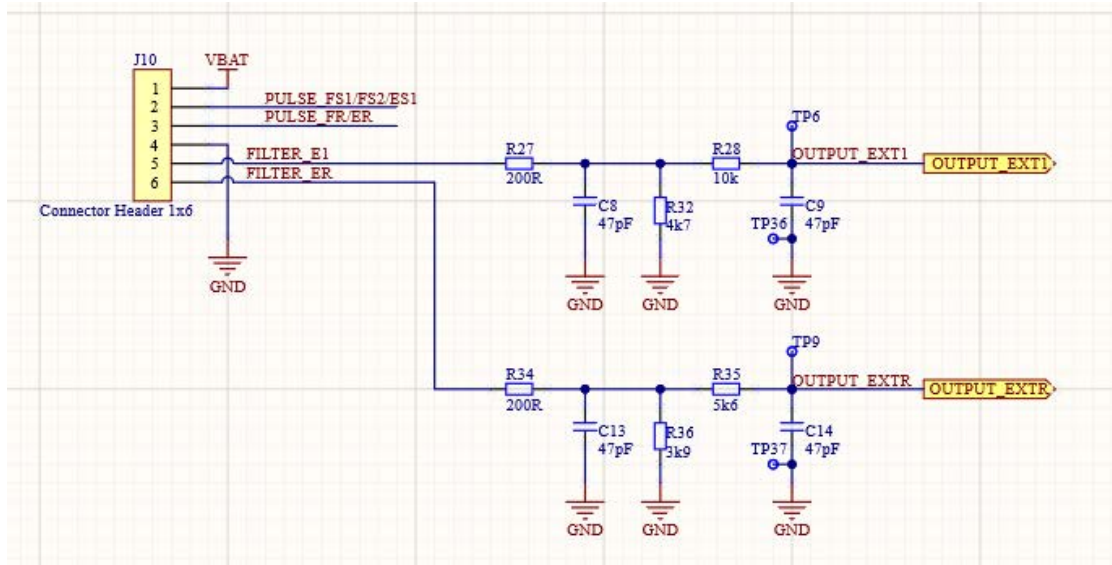 J10
VBAT
1
2
PULSE_FS1/FS2/ES1
3
PULSE_FR/ER
4
5
FILTER_E1
6
FILTER_ER
Connector Header 1x6
GND
R27
200R
C8
47pF
R32
4k7
GND
GND
R28
10k
TP6
OUTPUT_EXT1
OUTPUT_EXT1
C9
47pF
TP36
GND
R34
200R
C13
47pF
R36
3k9
GND
GND
R35
5k6
TP9
OUTPUT_EXTR
OUTPUT_EXTR
C14
47pF
TP37
GND